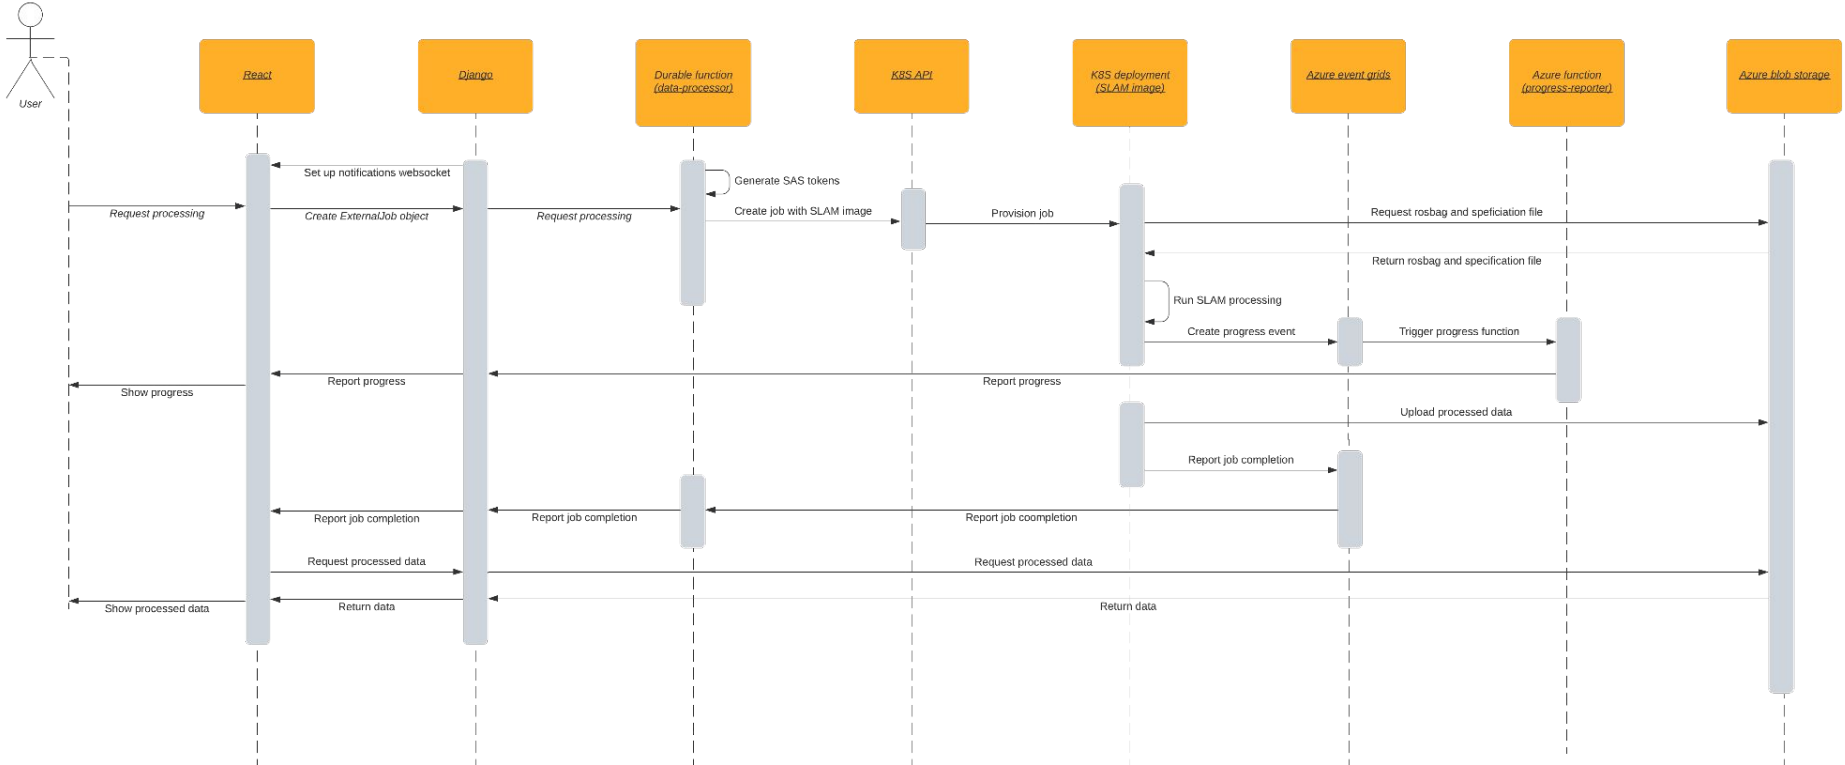 User
React
Django
Durable function
(data-processor)
K8S API
K8S deployment
(SLAM image)
Azure event grids
Azure function
(progress-reporter)
Azure blob storage
Set up notifications websocket
Generate SAS tokens
Request processing
Create ExternalJob object
Request processing
Create job with SLAM image
Provision job
Request rosbag and speficiation file
Return rosbag and specification file
Run SLAM processing
Create progress event
Trigger progress function
Show progress
Report progress
Report progress
Upload processed data
Report job completion
Report job completion
Report job completion
Report job coompletion
Request processed data
Request processed data
Show processed data
Return data
Return data